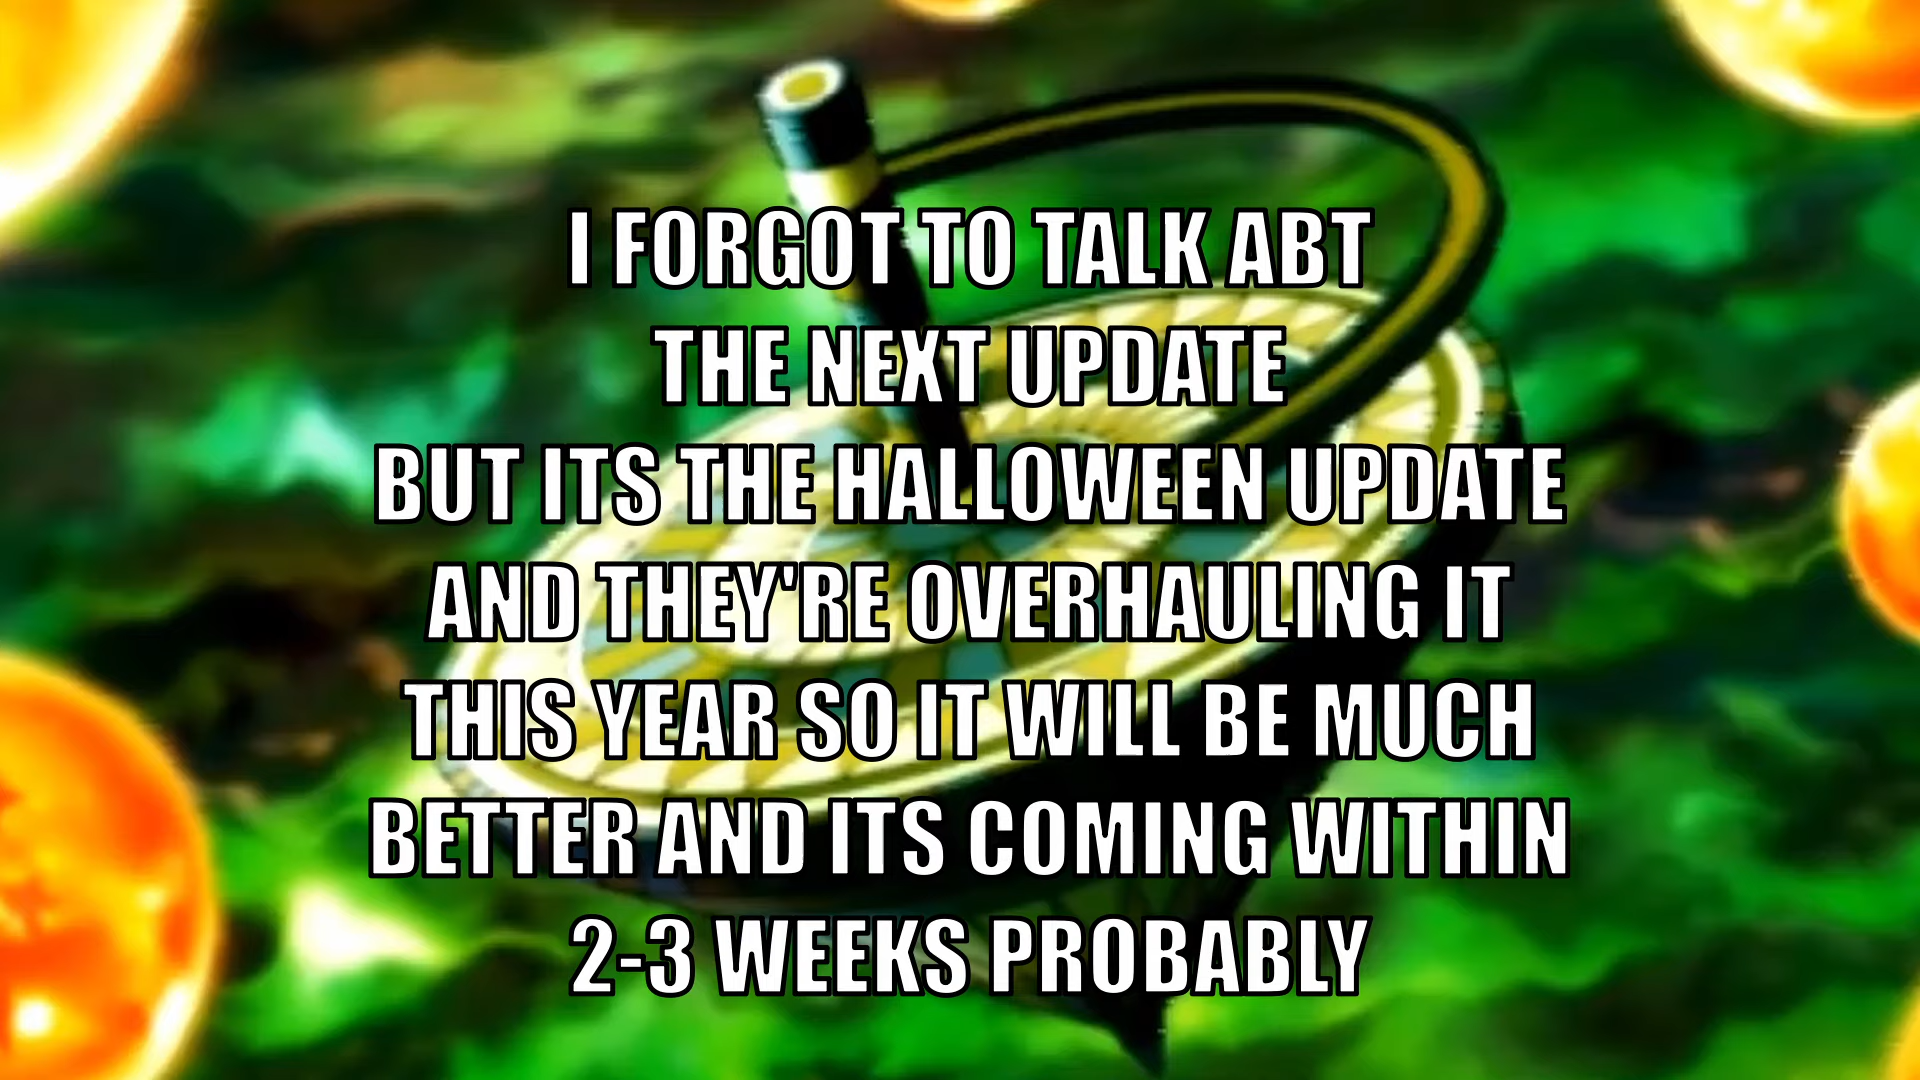 I FORGOT TO TALK ABT
THE NEXT UPDATE
BUT ITS THE HALLOWEEN UPDATE
AND THEY'RE OVERHAULING IT
THIS YEAR SO IT WILL BE MUCH
BETTER AND ITS COMING WITHIN
2-3 WEEKS PROBABLY